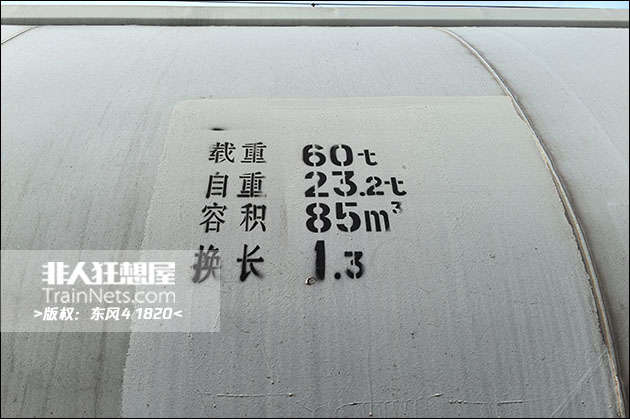 载重 60t
自重 23.2t
容积 85m³
换长 1.3
非人狂想屋
TrainNets.com
>版权：东风4 1820<